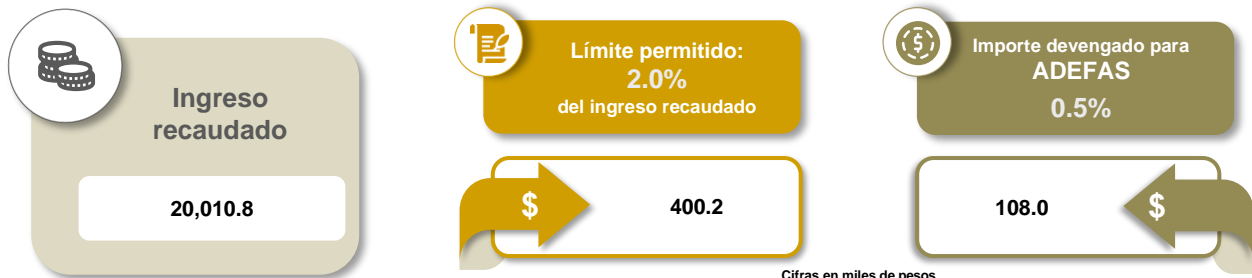 Ingreso
recaudado
20,010.8
Límite permitido:
2.0%
del ingreso recaudado
$
400.2
Importe devengado para
ADEFAS
0.5%
108.0
$
Cifras en miles de pesos